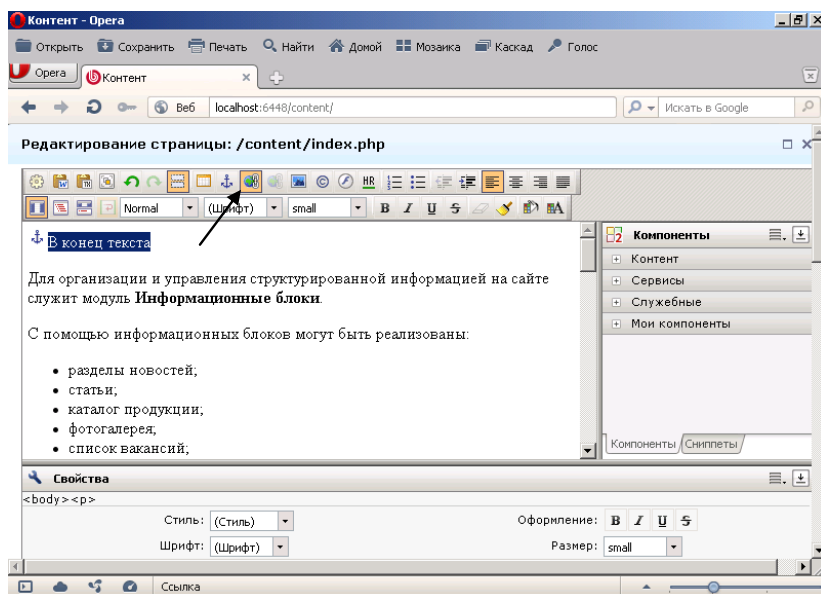 Контент - Opera
Открыть Сохранить Печать Найти Домой Мозаика Каскад Голос
Opera Контент
Веб localhost:6448/content/ Искать в Google
Редактирование страницы: /content/index.php
HR
Normal (Шрифт) small B I U S
В конец текста
Для организации и управления структурированной информацией на сайте
служит модуль Информационные блоки.
С помощью информационных блоков могут быть реализованы:
• разделы новостей;
• статьи;
• каталог продукции;
• фотогалерея;
• список вакансий;
Компоненты
Контент
Сервисы
Служебные
Мои компоненты
Компоненты Сниппеты
Свойства
<body><p>
Стиль: (Стиль) Оформление: B I U S
Шрифт: (Шрифт) Размер: small
Ссылка